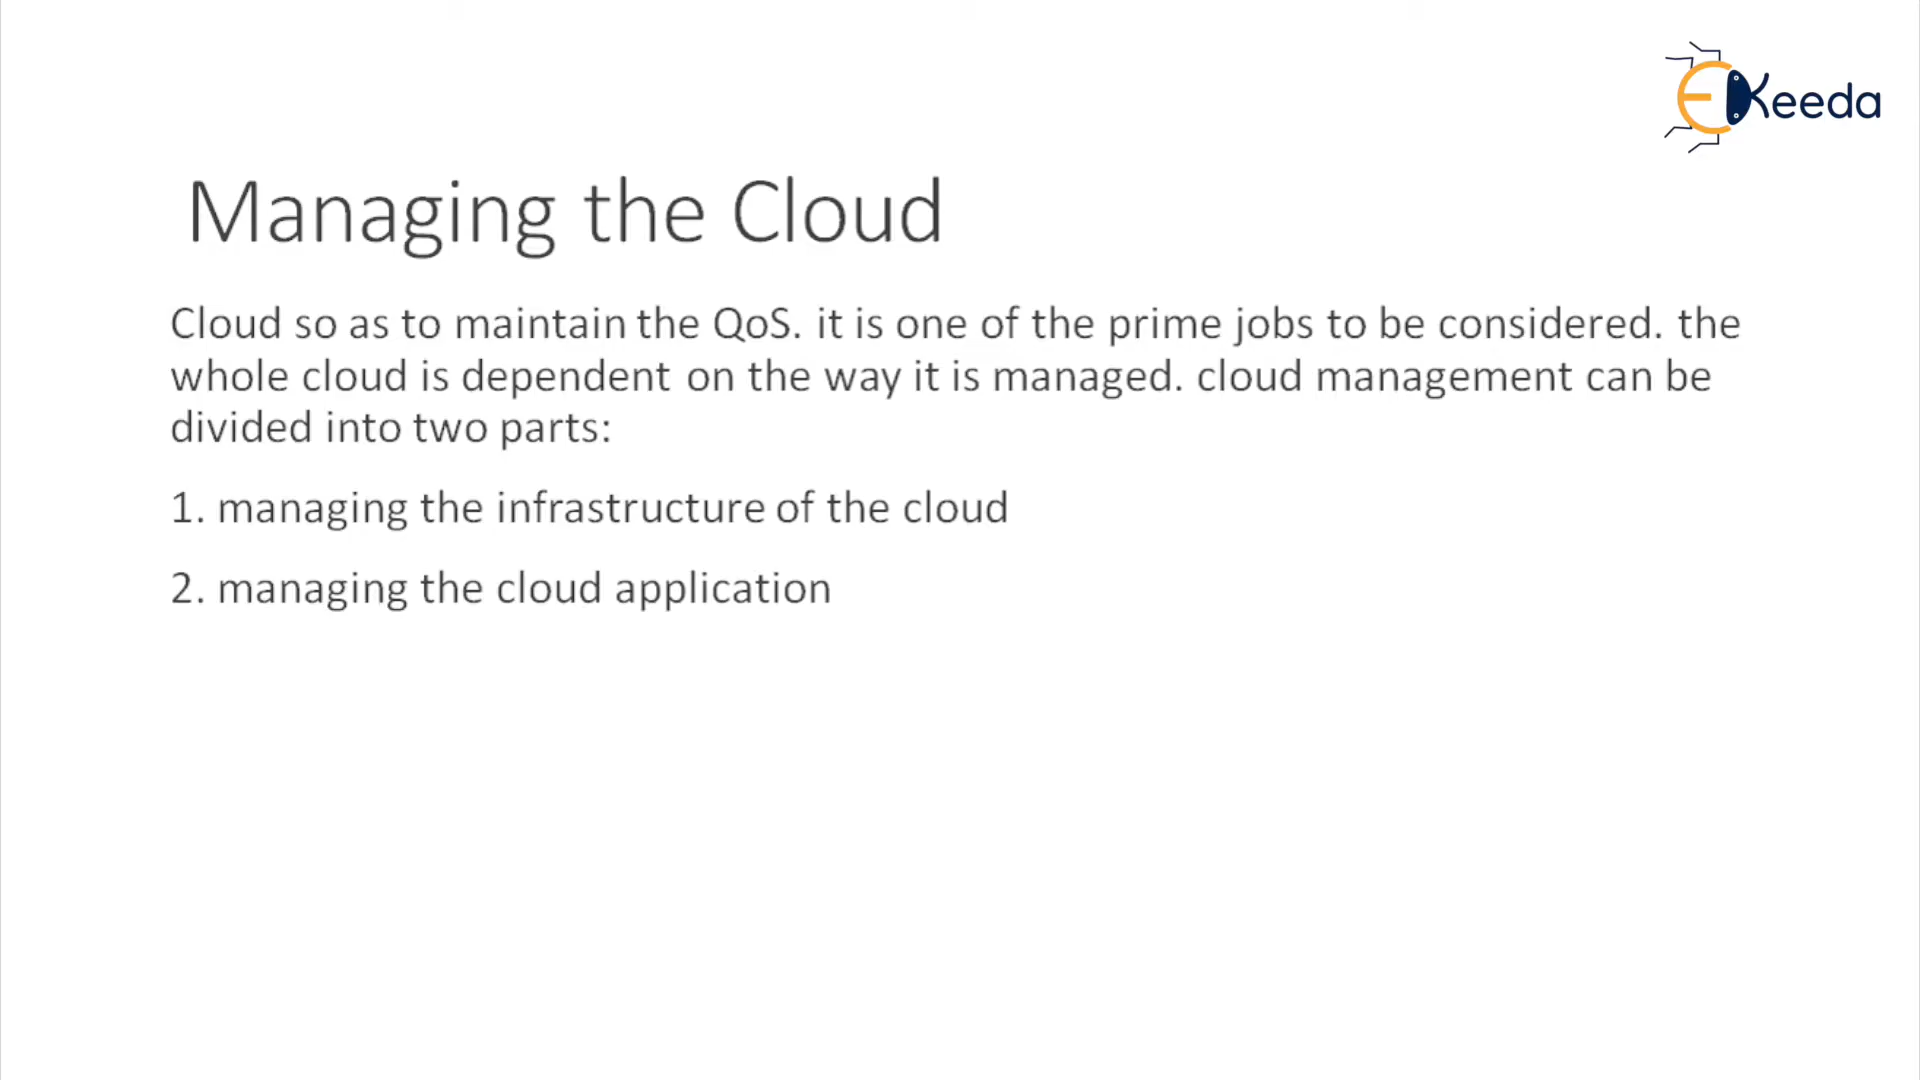 EKeeda
Managing the Cloud
Cloud so as to maintain the QoS. it is one of the prime jobs to be considered. the
whole cloud is dependent on the way it is managed. cloud management can be
divided into two parts:
1. managing the infrastructure of the cloud
2. managing the cloud application